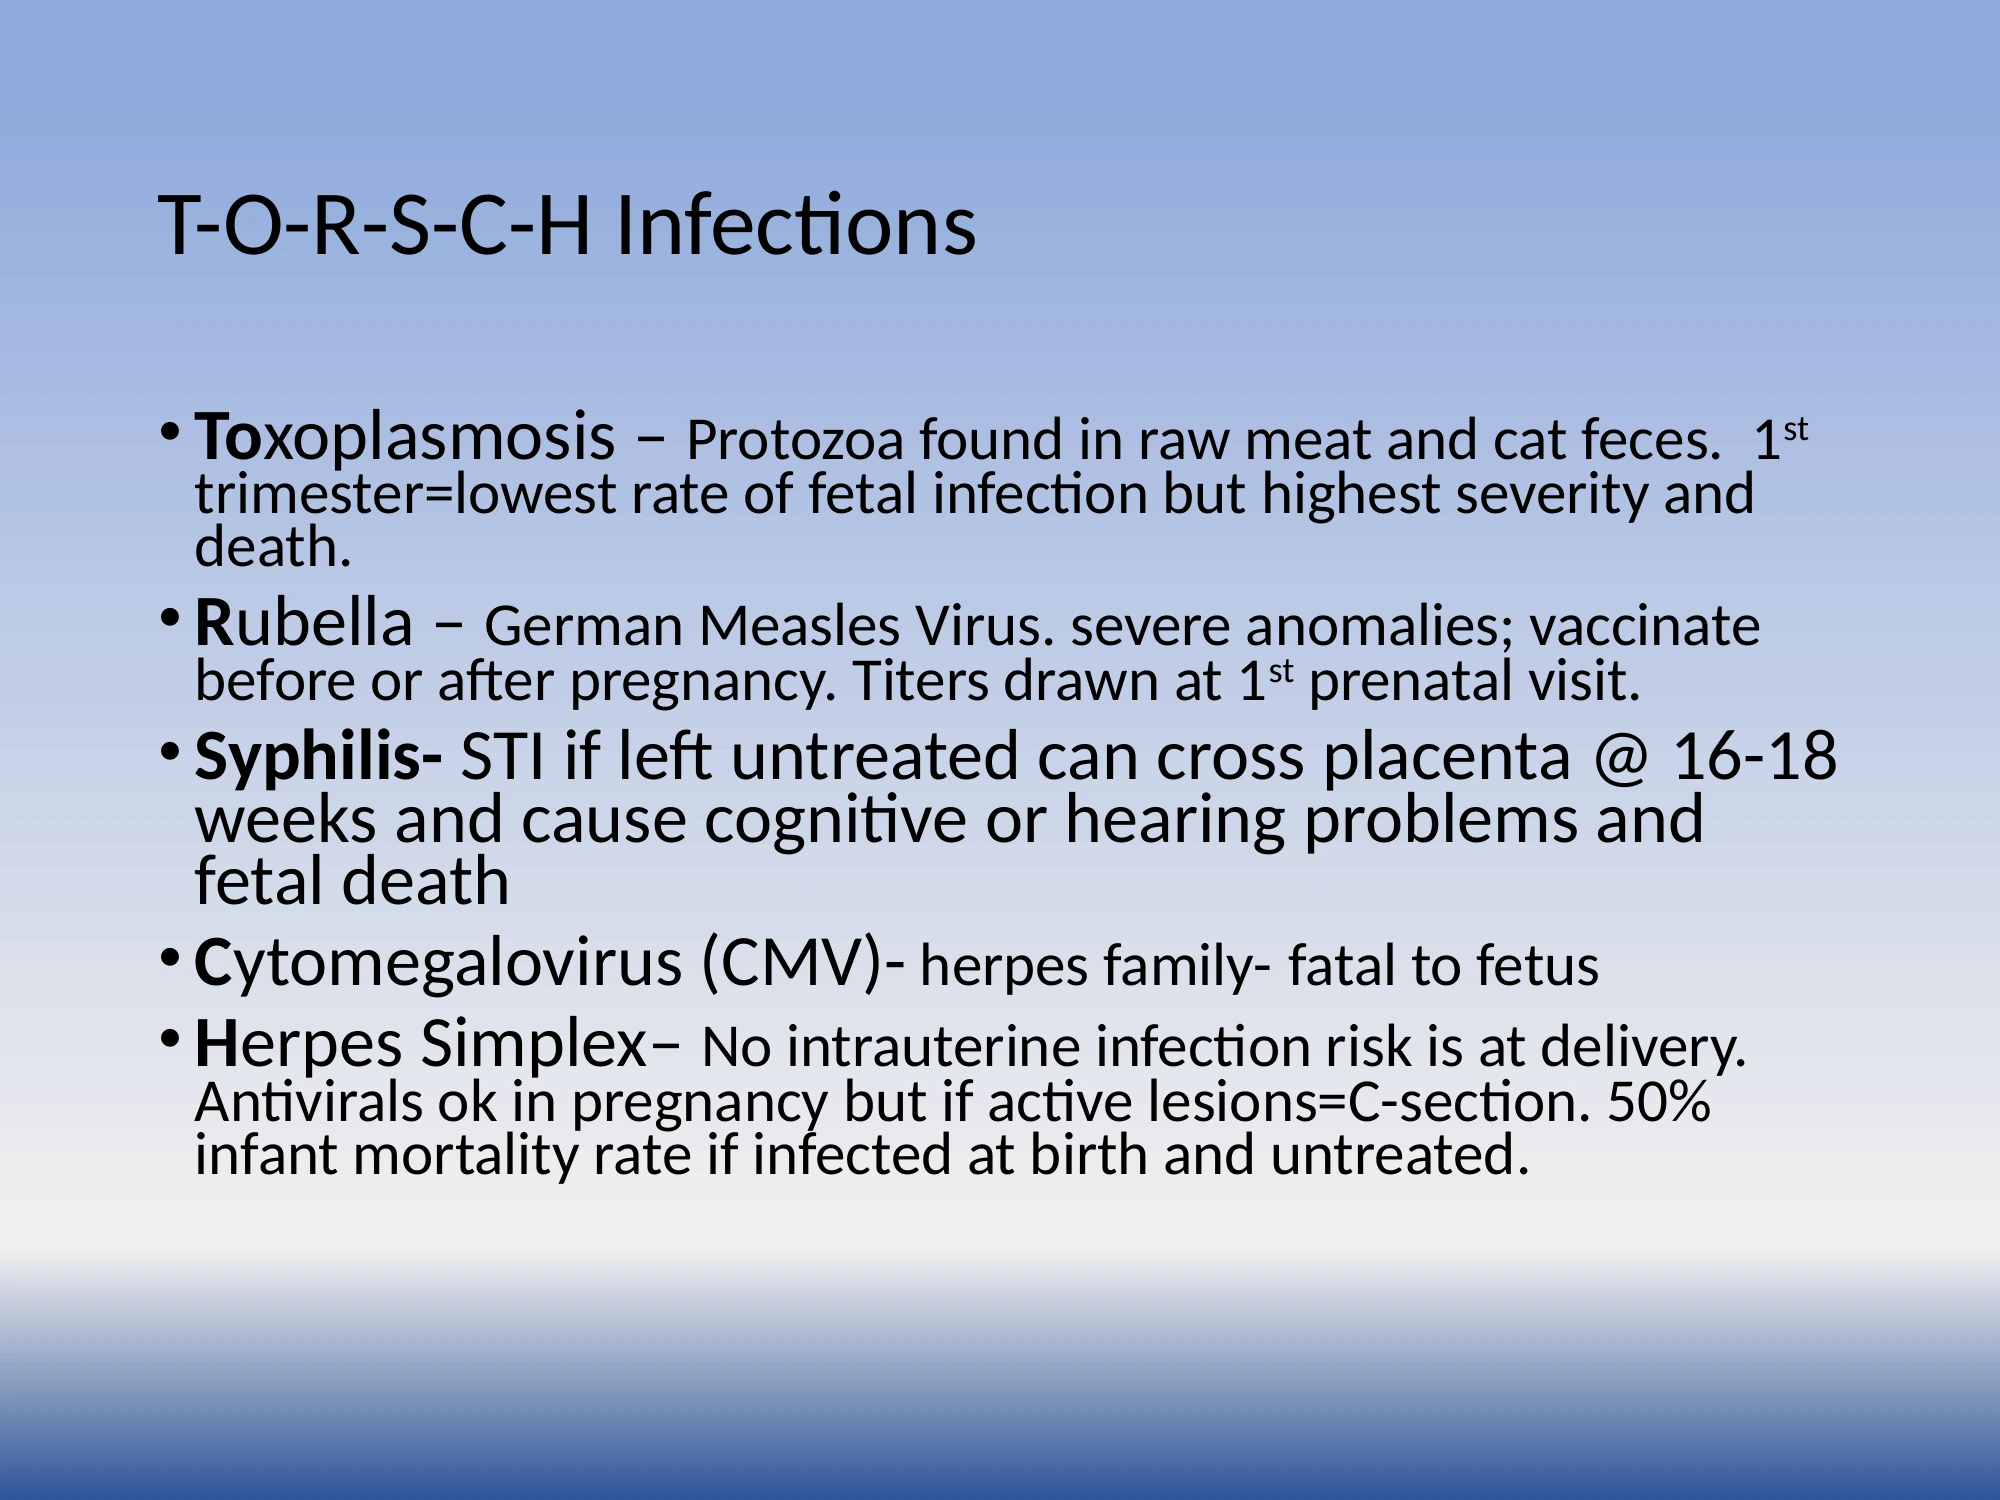 T-O-R-S-C-H Infections
• Toxoplasmosis – Protozoa found in raw meat and cat feces.  1st
trimester=lowest rate of fetal infection but highest severity and
death.
• Rubella – German Measles Virus. severe anomalies; vaccinate
before or after pregnancy. Titers drawn at 1st prenatal visit.
• Syphilis- STI if left untreated can cross placenta @ 16-18
weeks and cause cognitive or hearing problems and
fetal death
• Cytomegalovirus (CMV)- herpes family- fatal to fetus
• Herpes Simplex– No intrauterine infection risk is at delivery.
Antivirals ok in pregnancy but if active lesions=C-section. 50%
infant mortality rate if infected at birth and untreated.